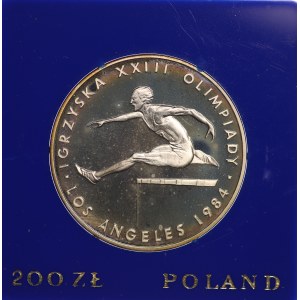 IGRZYSKA XXIII OLIMPIADY
LOS ANGELES 1984
200 ZŁ POLAND